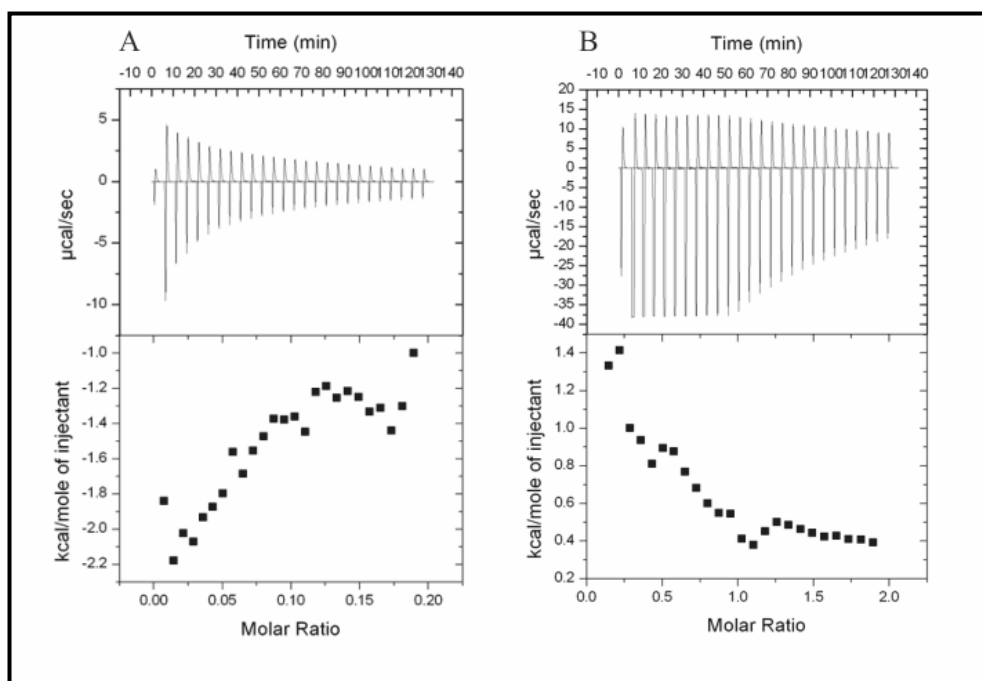 A
Time (min)
-10 0 10 20 30 40 50 60 70 80 90 100 110 120 130 140
5
0
-5
-10
µcal/sec
-1.0
-1.2
-1.4
-1.6
-1.8
-2.0
-2.2
kcal/mole of injectant
0.00 0.05 0.10 0.15 0.20
Molar Ratio
B
Time (min)
-10 0 10 20 30 40 50 60 70 80 90 100 110 120 130 140
20
15
10
5
0
-5
-10
-15
-20
-25
-30
-35
-40
µcal/sec
1.4
1.2
1.0
0.8
0.6
0.4
0.2
kcal/mole of injectant
0.0 0.5 1.0 1.5 2.0
Molar Ratio